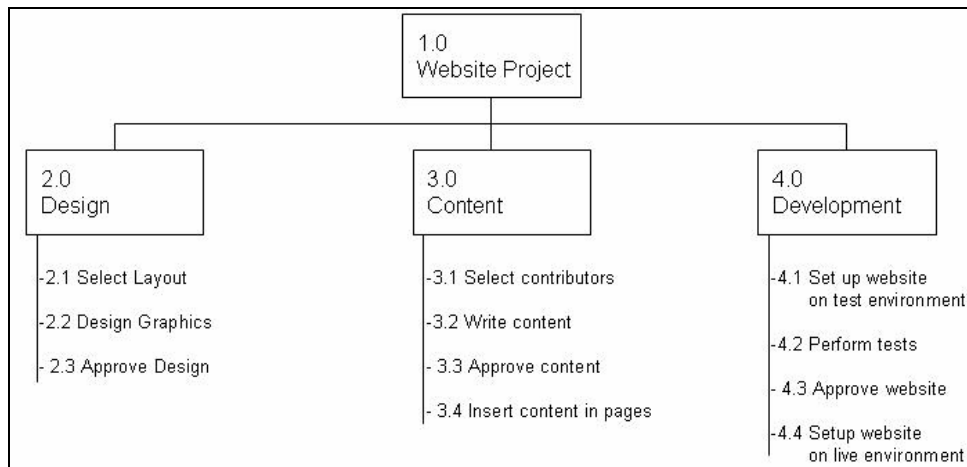 1.0
Website Project
2.0
Design
-2.1 Select Layout
-2.2 Design Graphics
- 2.3 Approve Design
3.0
Content
-3.1 Select contributors
-3.2 Write content
- 3.3 Approve content
- 3.4 Insert content in pages
4.0
Development
-4.1 Set up website
on test environment
-4.2 Perform tests
- 4.3 Approve website
-4.4 Setup website
on live environment